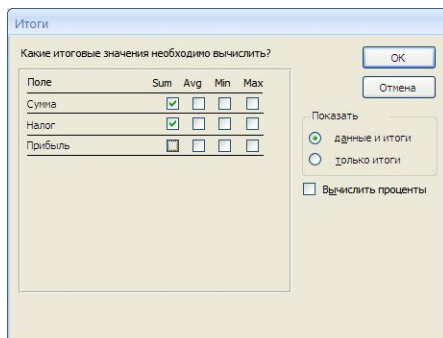 Итоги
Какие итоговые значения необходимо вычислить?
Поле Sum Avg Min Max
Сумма
Налог
Прибыль
OK
Отмена
Показать
данные и итоги
только итоги
Вычислить проценты